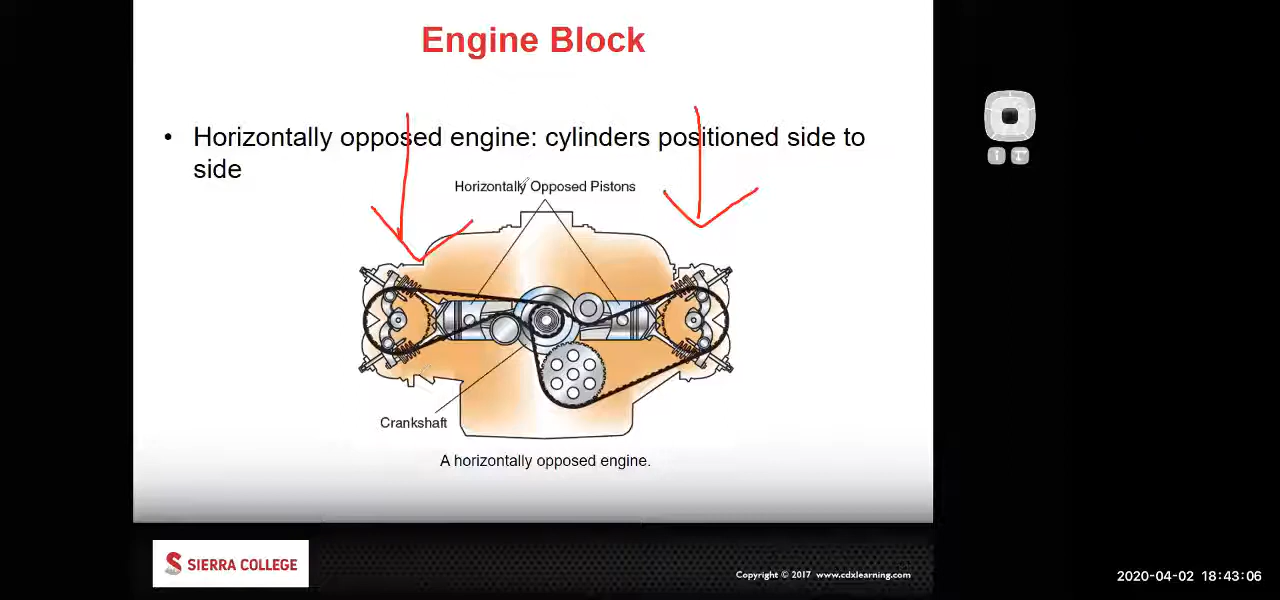 Engine Block
• Horizontally opposed engine: cylinders positioned side to
side
Horizontally Opposed Pistons
Crankshaft
A horizontally opposed engine.
SIERRA COLLEGE
Copyright © 2017 www.cdxlearning.com
2020-04-02 18:43:06